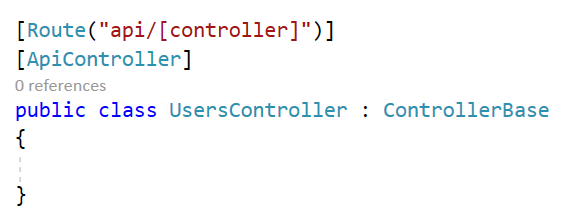 [Route("api/[controller]")]
[ApiController]
0 references
public class UsersController : ControllerBase
{
}